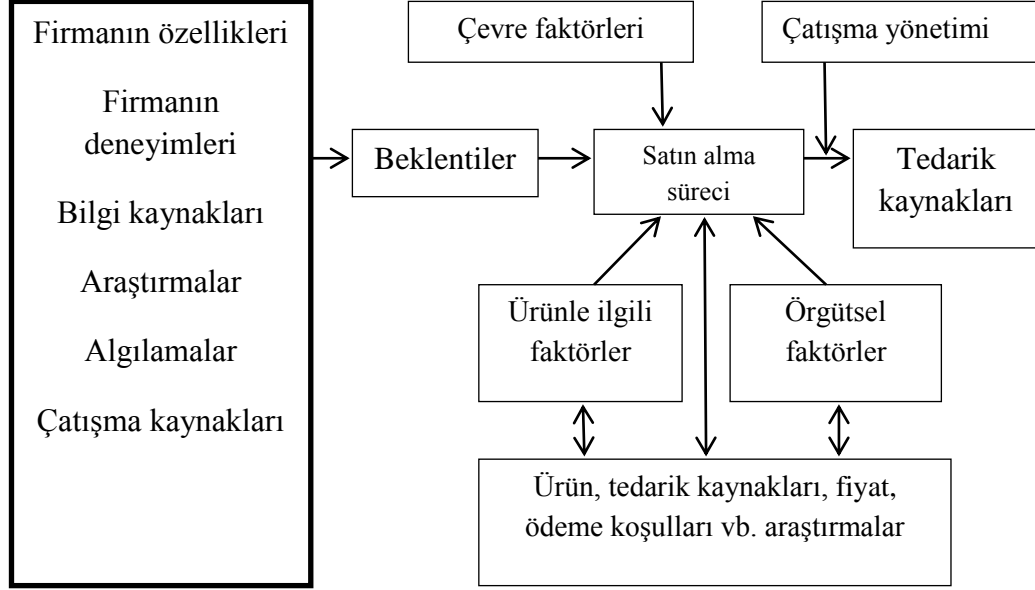 Firmanın özellikleri
Firmanın
deneyimleri
Bilgi kaynakları
Araştırmalar
Algılamalar
Çatışma kaynakları
Beklentiler
Çevre faktörleri
Satın alma
süreci
Çatışma yönetimi
Tedarik
kaynakları
Ürünle ilgili
faktörler
Örgütsel
faktörler
Ürün, tedarik kaynakları, fiyat,
ödeme koşulları vb. araştırmalar